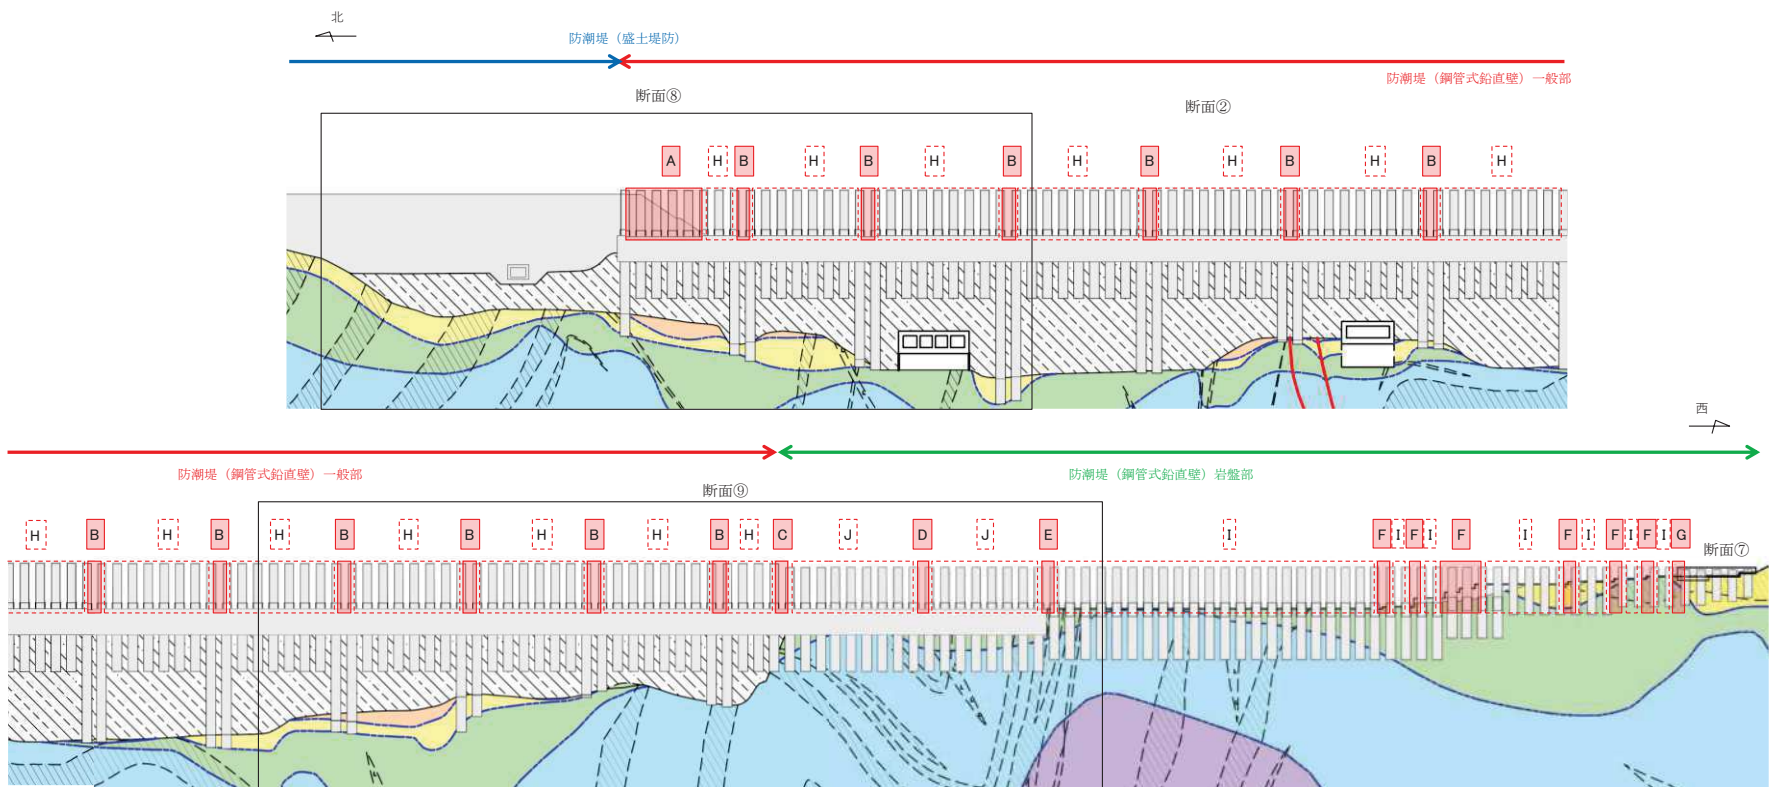 北
防潮堤（盛土堤防）
防潮堤（鋼管式鉛直壁）一般部
断面⑧
断面②
A H B H B H B H B H B H B H
西
防潮堤（鋼管式鉛直壁）一般部
防潮堤（鋼管式鉛直壁）岩盤部
断面⑨
H B H B H B H B H B H B H C J D J E I F I F I F I F I F I F I G
断面⑦